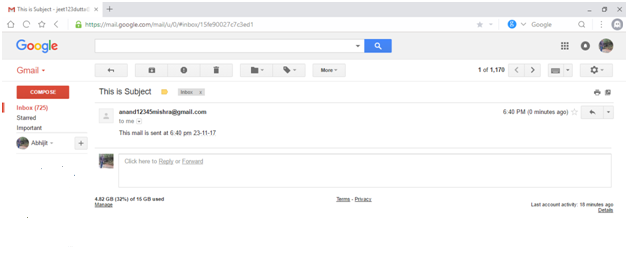 This is Subject - jeet123dutta@
https://mail.google.com/mail/u/0/#inbox/15fe90027c7c3ed1
Google
Google
Gmail
More
1 of 1,170
COMPOSE
This is Subject
Inbox x
Inbox (725)
Starred
Important
Abhijit
anand12345mishra@gmail.com
6:40 PM (0 minutes ago)
to me
This mail is sent at 6:40 pm 23-11-17
Click here to Reply or Forward
4.82 GB (32%) of 15 GB used
Manage
Terms - Privacy
Last account activity: 16 minutes ago
Details